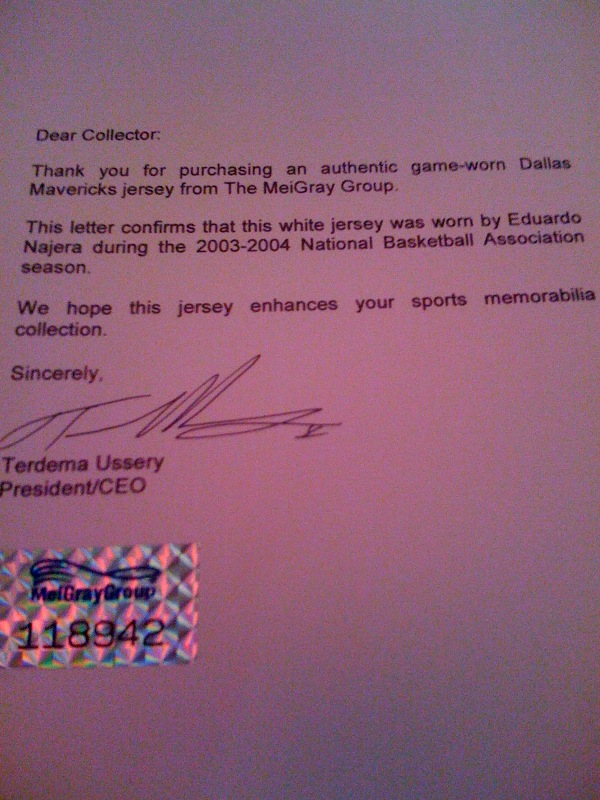 Dear Collector:
Thank you for purchasing an authentic game-worn Dallas
Mavericks jersey from The MeiGray Group.
This letter confirms that this white jersey was worn by Eduardo
Najera during the 2003-2004 National Basketball Association
season.
We hope this jersey enhances your sports memorabilia
collection.
Sincerely,
Terdema Ussery
President/CEO
MeiGrayGroup
118942